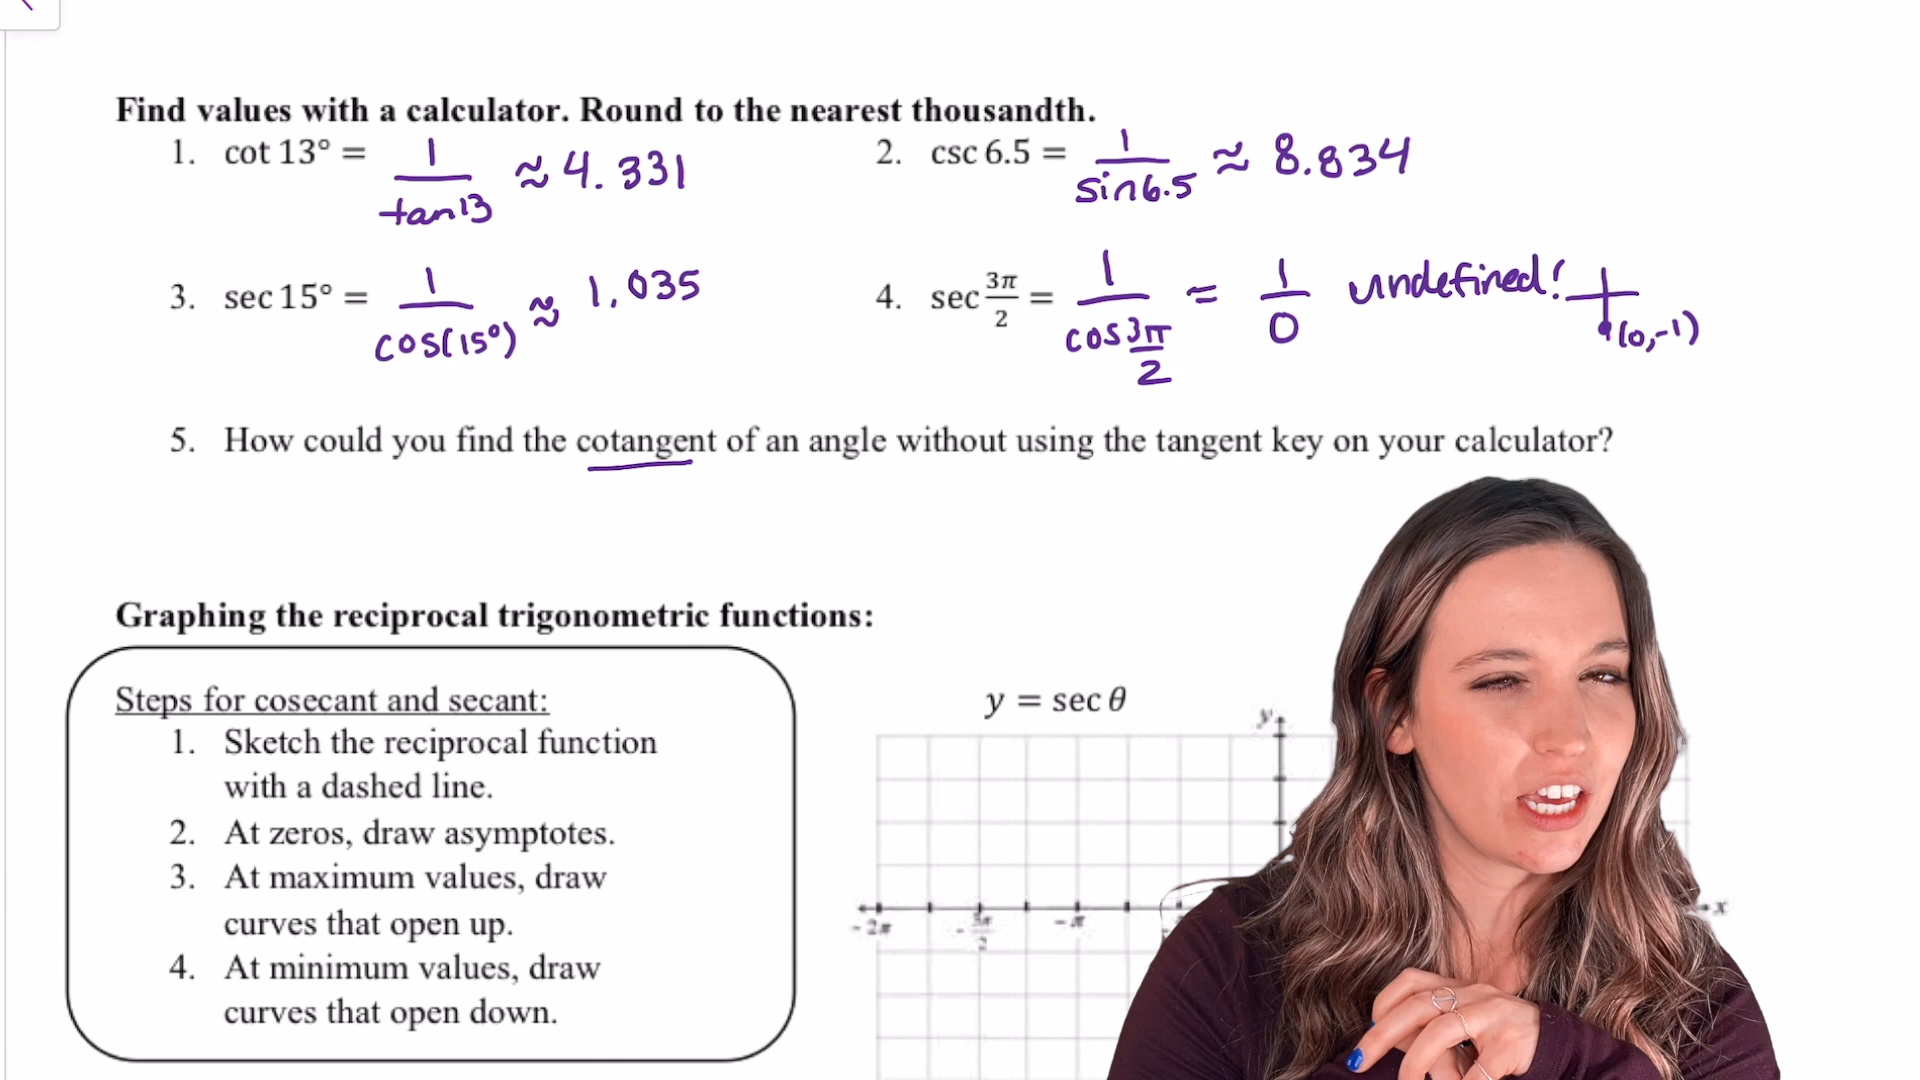 Find values with a calculator. Round to the nearest thousandth.
1. cot 13° = 1/tan13 ≈ 4.331
2. csc 6.5 = 1/sin6.5 ≈ 8.834
3. sec 15° = 1/cos(15°) ≈ 1.035
4. sec 3π/2 = 1/cos 3π/2 = 1/0 undefined! (0,-1)
5. How could you find the cotangent of an angle without using the tangent key on your calculator?
Graphing the reciprocal trigonometric functions:
Steps for cosecant and secant:
1. Sketch the reciprocal function
with a dashed line.
2. At zeros, draw asymptotes.
3. At maximum values, draw
curves that open up.
4. At minimum values, draw
curves that open down.
y = sec θ
y
-2π -3π/2 -π x